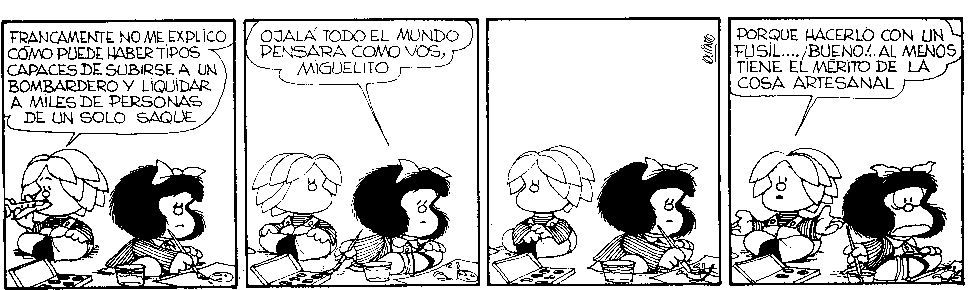 FRANCAMENTE NO ME EXPLICO
CÓMO PUEDE HABER TIPOS
CAPACES DE SUBIRSE A UN
BOMBARDERO Y LIQUIDAR
A MILES DE PERSONAS
DE UN SOLO SAQUE
OJALÁ TODO EL MUNDO
PENSARA COMO VOS,
MIGUELITO
QUINO
PORQUE HACERLO CON UN
FUSIL....¡BUENO!..AL MENOS
TIENE EL MÉRITO DE LA
COSA ARTESANAL